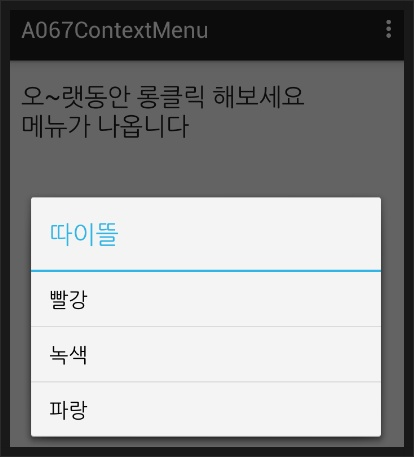 A067ContextMenu
오~랫동안 롱클릭 해보세요
메뉴가 나옵니다
따이뜰
빨강
녹색
파랑